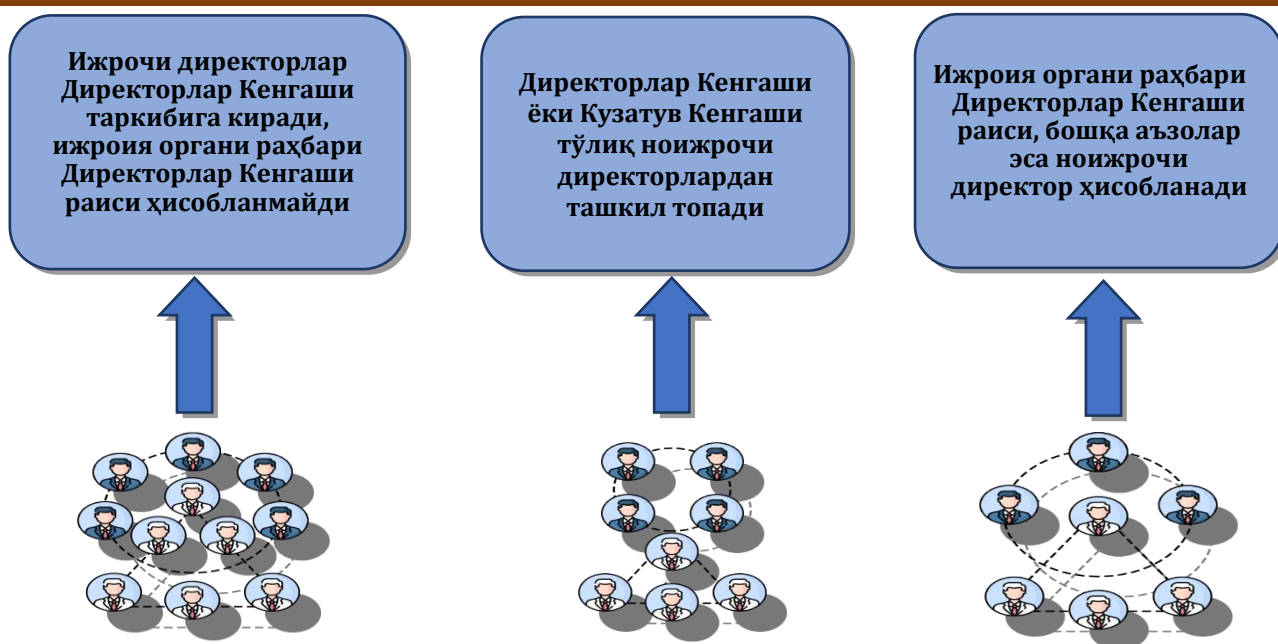 Ижрочи директорлар
Директорлар Кенгаши
таркибига киради,
ижроия органи раҳбари
Директорлар Кенгаши
раиси ҳисобланмайди
Директорлар Кенгаши
ёки Кузатув Кенгаши
тўлиқ ноижрочи
директорлардан
ташкил топади
Ижроия органи раҳбари
Директорлар Кенгаши
раиси, бошқа аъзолар
эса ноижрочи
директор ҳисобланади